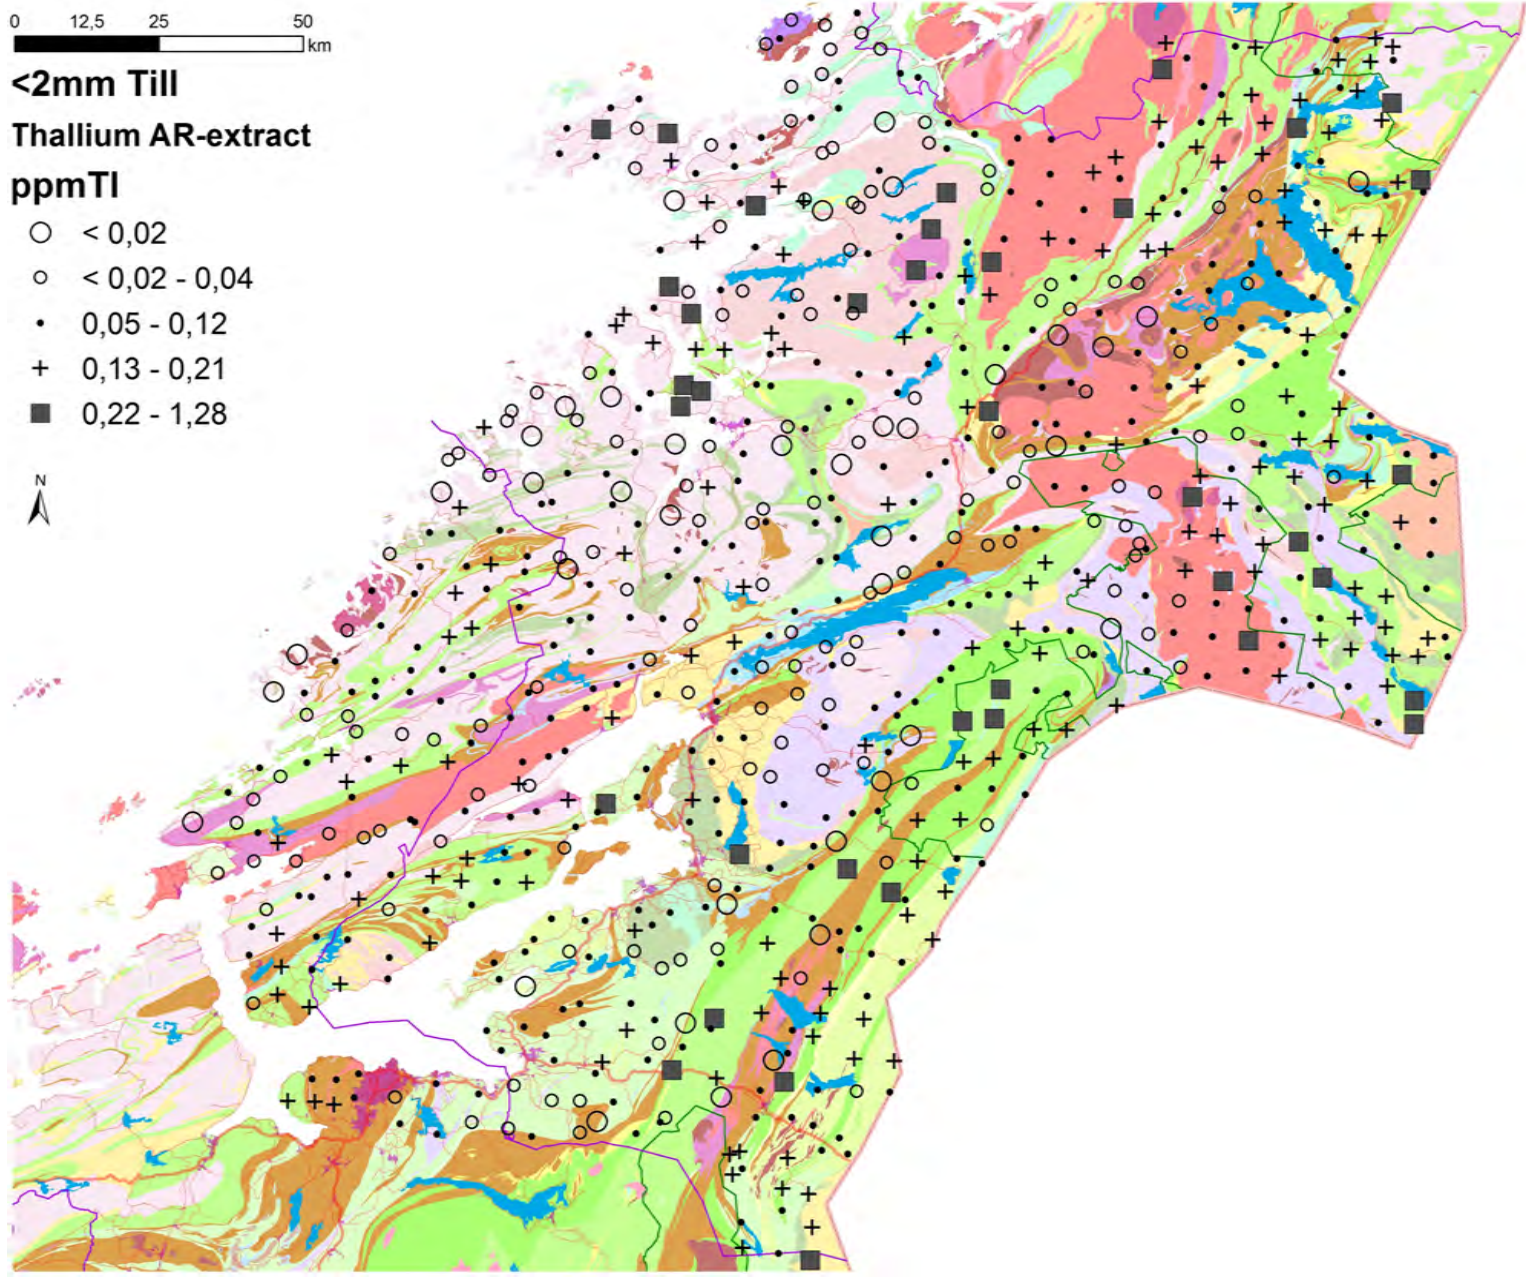 0 12,5 25 50
km
<2mm Till
Thallium AR-extract
ppmTl
< 0,02
< 0,02 - 0,04
0,05 - 0,12
0,13 - 0,21
0,22 - 1,28
N